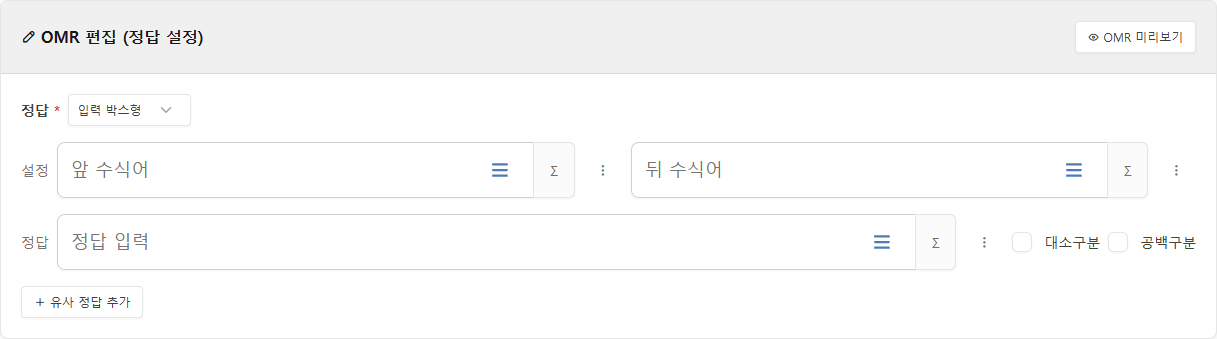 OMR 편집 (정답 설정)
OMR 미리보기
정답 * 입력 박스형
설정 앞 수식어 Σ 뒤 수식어 Σ
정답 정답 입력 Σ 대소구분 공백구분
+ 유사 정답 추가